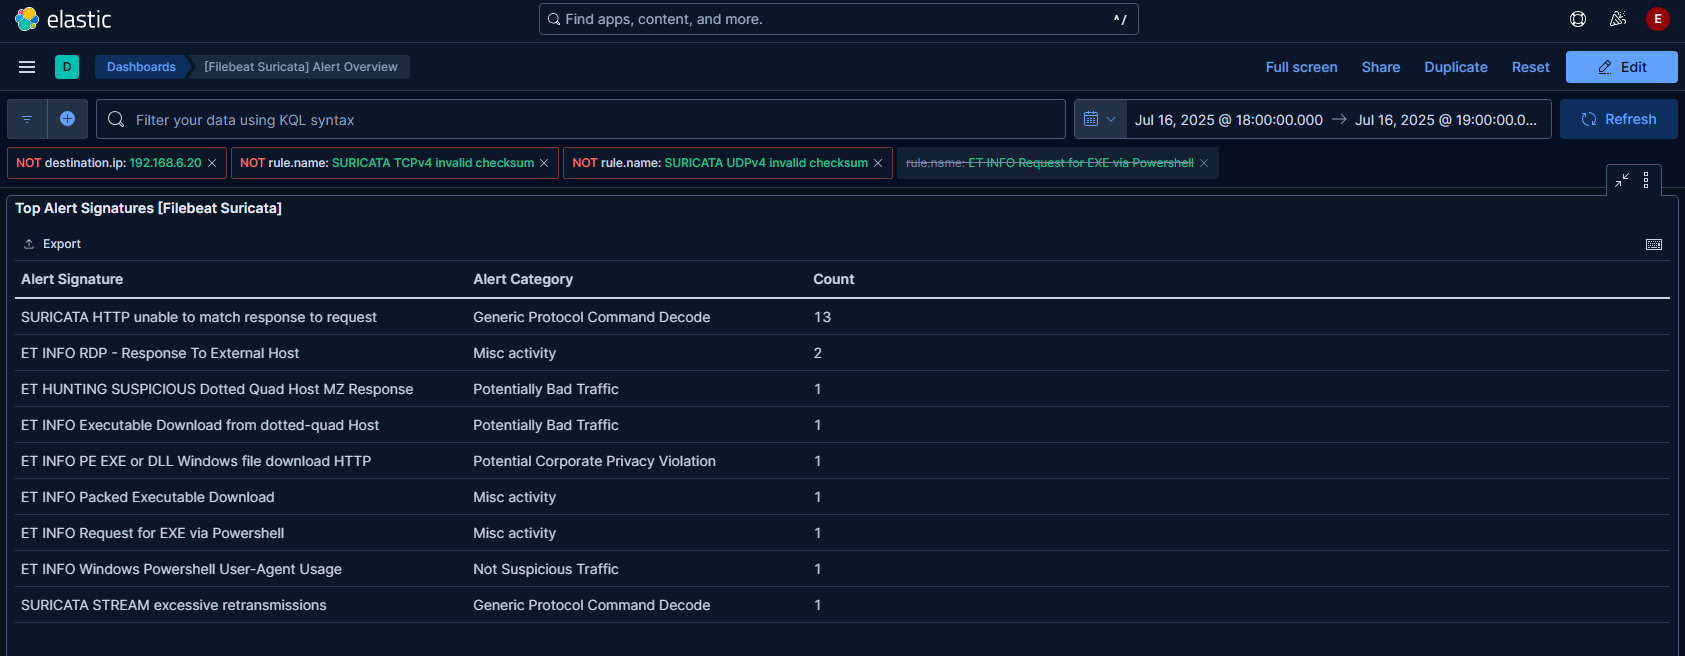 elastic
Find apps, content, and more.
^/
E
D
Dashboards
[Filebeat Suricata] Alert Overview
Full screen
Share
Duplicate
Reset
Edit
Filter your data using KQL syntax
Jul 16, 2025 @ 18:00:00.000 → Jul 16, 2025 @ 19:00:00.0...
Refresh
NOT destination.ip: 192.168.6.20 ×
NOT rule.name: SURICATA TCPv4 invalid checksum ×
NOT rule.name: SURICATA UDPv4 invalid checksum ×
rule.name: ET INFO Request for EXE via Powershell ×
Top Alert Signatures [Filebeat Suricata]
Export
Alert Signature Alert Category Count
SURICATA HTTP unable to match response to request Generic Protocol Command Decode 13
ET INFO RDP - Response To External Host Misc activity 2
ET HUNTING SUSPICIOUS Dotted Quad Host MZ Response Potentially Bad Traffic 1
ET INFO Executable Download from dotted-quad Host Potentially Bad Traffic 1
ET INFO PE EXE or DLL Windows file download HTTP Potential Corporate Privacy Violation 1
ET INFO Packed Executable Download Misc activity 1
ET INFO Request for EXE via Powershell Misc activity 1
ET INFO Windows Powershell User-Agent Usage Not Suspicious Traffic 1
SURICATA STREAM excessive retransmissions Generic Protocol Command Decode 1